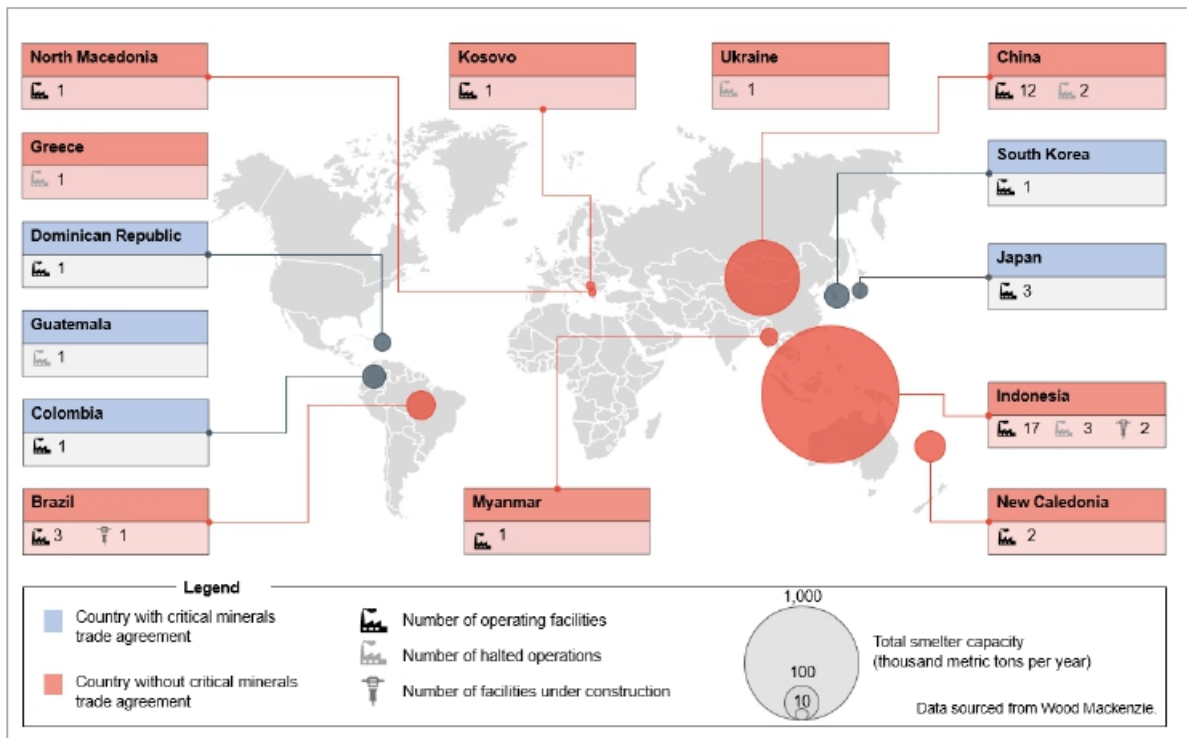 North Macedonia
1
Kosovo
1
Ukraine
1
China
12 2
Greece
1
South Korea
1
Dominican Republic
1
Japan
3
Guatemala
1
Colombia
1
Indonesia
17 3 2
Brazil
3 1
Myanmar
1
New Caledonia
2
Legend
Country with critical minerals
trade agreement
Country without critical minerals
trade agreement
Number of operating facilities
Number of halted operations
Number of facilities under construction
1,000
100
10
Total smelter capacity
(thousand metric tons per year)
Data sourced from Wood Mackenzie.